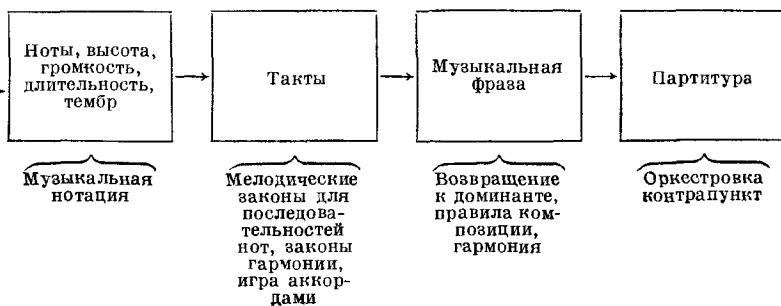 Ноты, высота,
громкость,
длительность,
тембр
Такты
Музыкальная
фраза
Партитура
Музыкальная
нотация
Мелодические
законы для
последова-
тельностей
нот, законы
гармонии,
игра аккор-
дами
Возвращение
к доминанте,
правила ком-
позиции,
гармония
Оркестровка
контрапункт